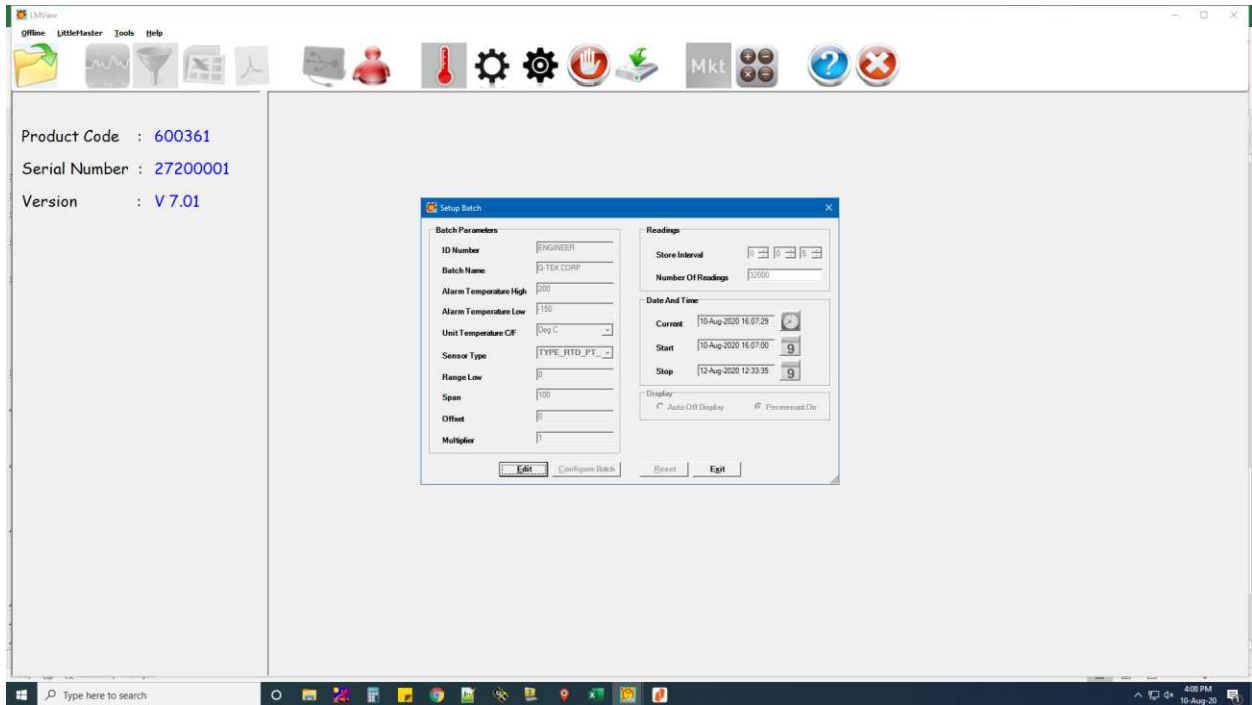 LMView
Offline LittleMaster Tools Help
Mkt
Product Code : 600361
Serial Number : 27200001
Version : V 7.01
Setup Batch
Batch Parameters
ID Number ENGINEER
Batch Name G-TEK CORP
Alarm Temperature High 200
Alarm Temperature Low -150
Unit Temperature C/F Deg C
Sensor Type TYPE_RTD_PT_
Range Low 0
Span 100
Offset 0
Multiplier 1
Readings
Store Interval 0 0 5
Number Of Readings 32000
Date And Time
Current 10-Aug-2020 16:07:29
Start 10-Aug-2020 16:07:00 9
Stop 12-Aug-2020 12:33:35 9
Display
Auto Off Display Permenant On
Edit Configure Batch Reset Exit
Type here to search
4:08 PM
10-Aug-20